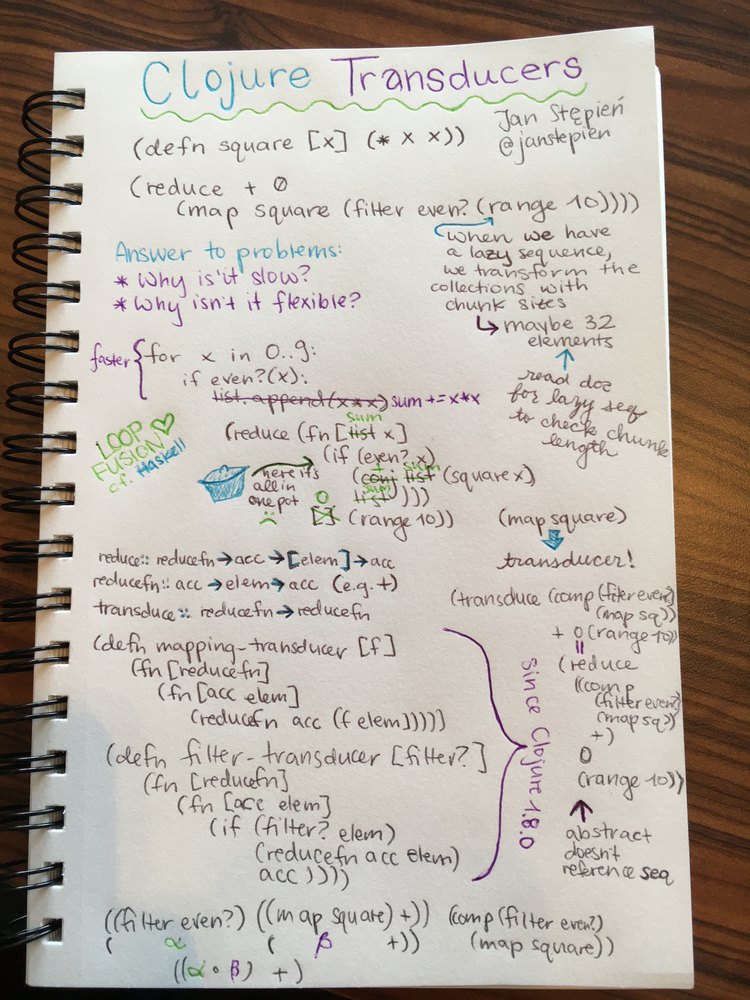 Clojure Transducers
Jan Stępień
@janstepien
(defn square [x] (* x x))
(reduce + 0
(map square (filter even? (range 10))))
when we have
a lazy sequence,
we transform the
collections with
chunk sizes
maybe 32
elements
read doc
for lazy seq
to check chunk
length
Answer to problems:
* Why is it slow?
* Why isn't it flexible?
faster
for x in 0..9:
if even?(x):
list.append(x*x) sum += x*x
LOOP
FUSION
cf. Haskell
sum
(reduce (fn [list x]
(if (even? x)
+ sum
(conj list (square x)
sum
list)))
here it's
all in
one pot
0
[] (range 10))
(map square)
transducer!
reduce:: reducefn → acc → [elem] → acc
reducefn:: acc → elem → acc (e.g. +)
transduce:: reducefn → reducefn
(transduce (comp (filter even?)
(map sq))
+ 0 (range 10))
=
(reduce
((comp
(filter even?)
(map sq))
+)
0
(range 10))
abstract
doesn't
reference seq
(defn mapping-transducer [f]
(fn [reducefn]
(fn [acc elem]
(reducefn acc (f elem)))))
(defn filter-transducer [filter?]
(fn [reducefn]
(fn [acc elem]
(if (filter? elem)
(reducefn acc elem)
acc))))
Since Clojure 1.8.0
((filter even?) ((map square) +)) (comp (filter even?)
( α ( β +)) (map square))
((α ∘ β) +)